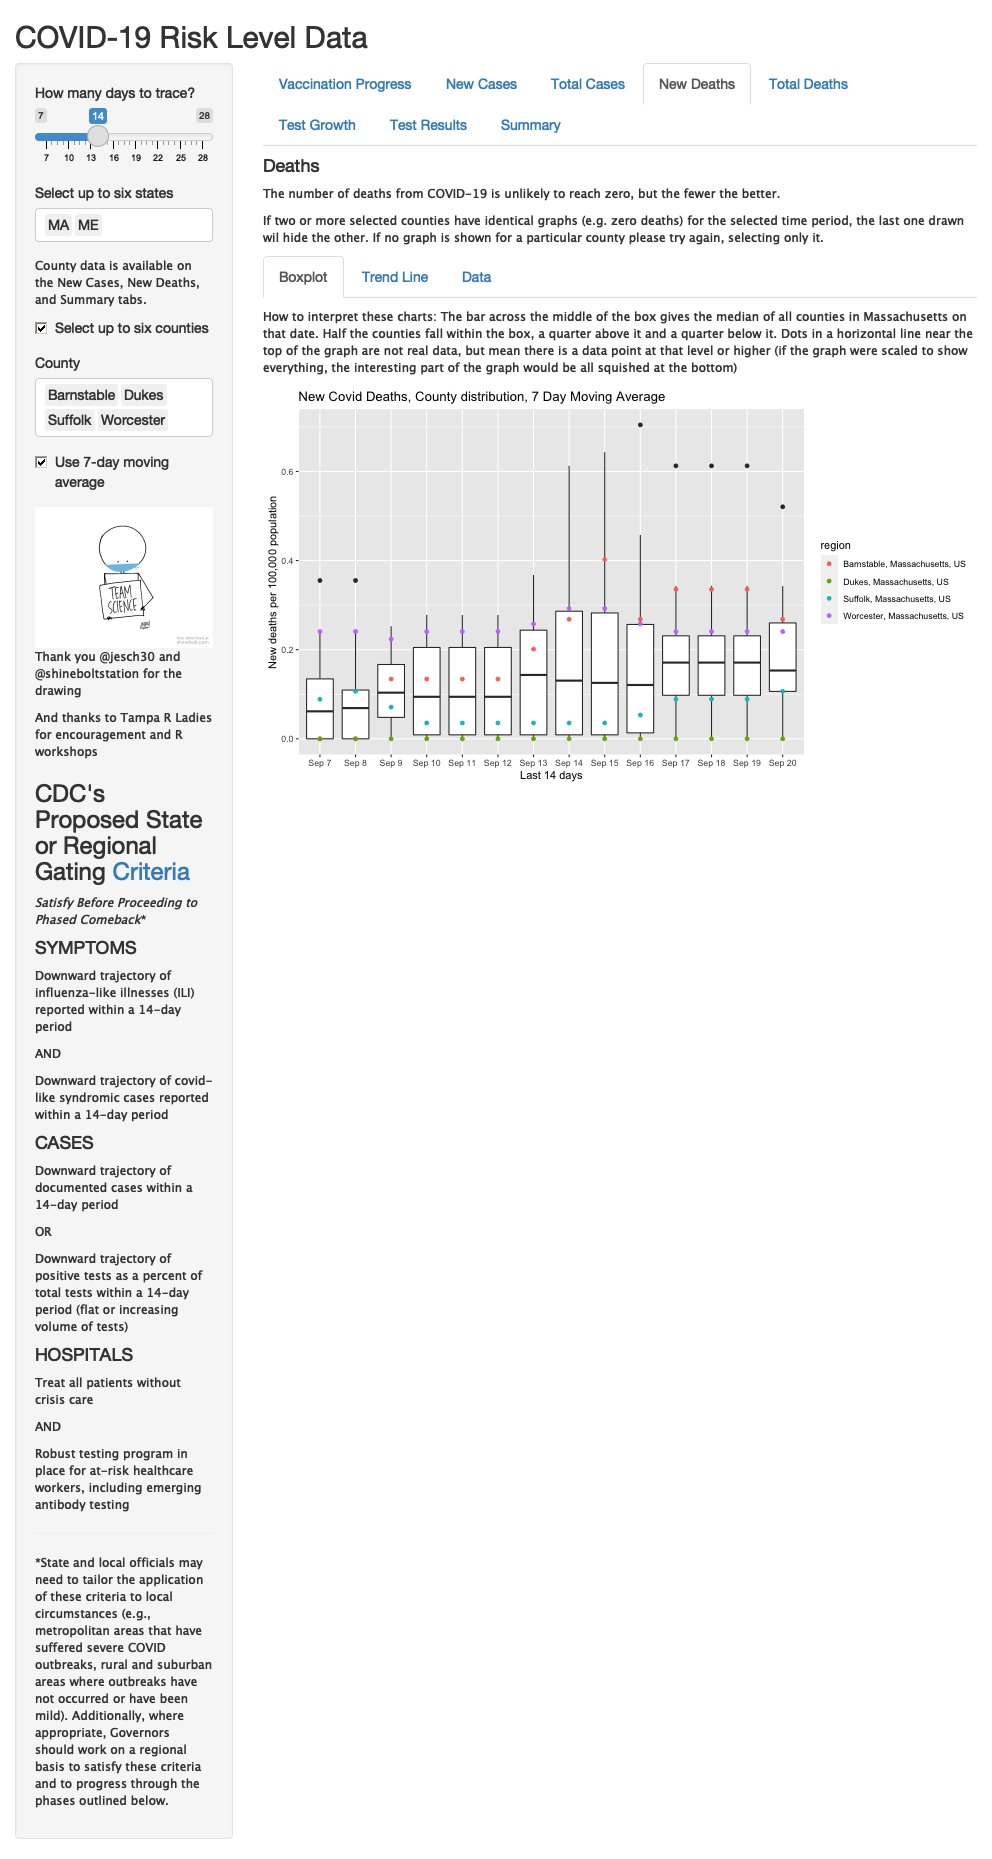 COVID-19 Risk Level Data
How many days to trace?
7 14 28
7 10 13 16 19 22 25 28
Select up to six states
MA ME
County data is available on
the New Cases, New Deaths,
and Summary tabs.
Select up to six counties
County
Barnstable Dukes
Suffolk Worcester
Use 7-day moving
average
TEAM
SCIENCE
Thank you @jesch30 and
@shineboltstation for the
drawing
And thanks to Tampa R Ladies
for encouragement and R
workshops
CDC's
Proposed State
or Regional
Gating Criteria
Satisfy Before Proceeding to
Phased Comeback*
SYMPTOMS
Downward trajectory of
influenza-like illnesses (ILI)
reported within a 14-day
period
AND
Downward trajectory of covid-
like syndromic cases reported
within a 14-day period
CASES
Downward trajectory of
documented cases within a
14-day period
OR
Downward trajectory of
positive tests as a percent of
total tests within a 14-day
period (flat or increasing
volume of tests)
HOSPITALS
Treat all patients without
crisis care
AND
Robust testing program in
place for at-risk healthcare
workers, including emerging
antibody testing
*State and local officials may
need to tailor the application
of these criteria to local
circumstances (e.g.,
metropolitan areas that have
suffered severe COVID
outbreaks, rural and suburban
areas where outbreaks have
not occurred or have been
mild). Additionally, where
appropriate, Governors
should work on a regional
basis to satisfy these criteria
and to progress through the
phases outlined below.
Vaccination Progress New Cases Total Cases New Deaths Total Deaths
Test Growth Test Results Summary
Deaths
The number of deaths from COVID-19 is unlikely to reach zero, but the fewer the better.
If two or more selected counties have identical graphs (e.g. zero deaths) for the selected time period, the last one drawn
wil hide the other. If no graph is shown for a particular county please try again, selecting only it.
Boxplot Trend Line Data
How to interpret these charts: The bar across the middle of the box gives the median of all counties in Massachusetts on
that date. Half the counties fall within the box, a quarter above it and a quarter below it. Dots in a horizontal line near the
top of the graph are not real data, but mean there is a data point at that level or higher (if the graph were scaled to show
everything, the interesting part of the graph would be all squished at the bottom)
New Covid Deaths, County distribution, 7 Day Moving Average
New deaths per 100,000 population
0.6
0.4
0.2
0.0
Sep 7 Sep 8 Sep 9 Sep 10 Sep 11 Sep 12 Sep 13 Sep 14 Sep 15 Sep 16 Sep 17 Sep 18 Sep 19 Sep 20
Last 14 days
region
Barnstable, Massachusetts, US
Dukes, Massachusetts, US
Suffolk, Massachusetts, US
Worcester, Massachusetts, US